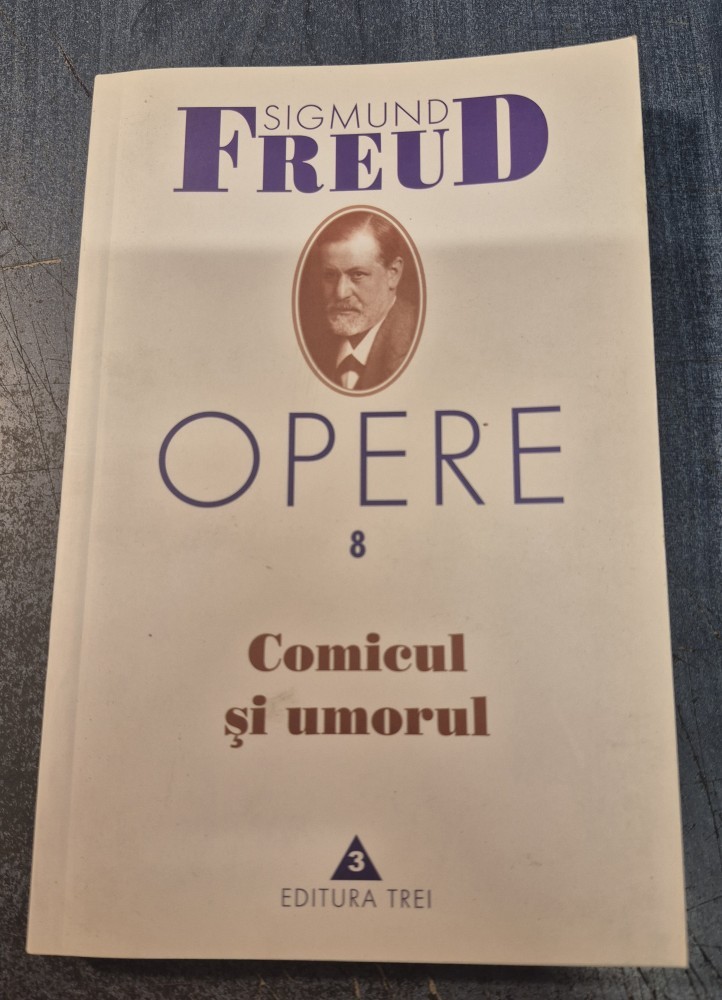 SIGMUND
FREUD
OPERE
8
Comicul
şi umorul
3
EDITURA TREI